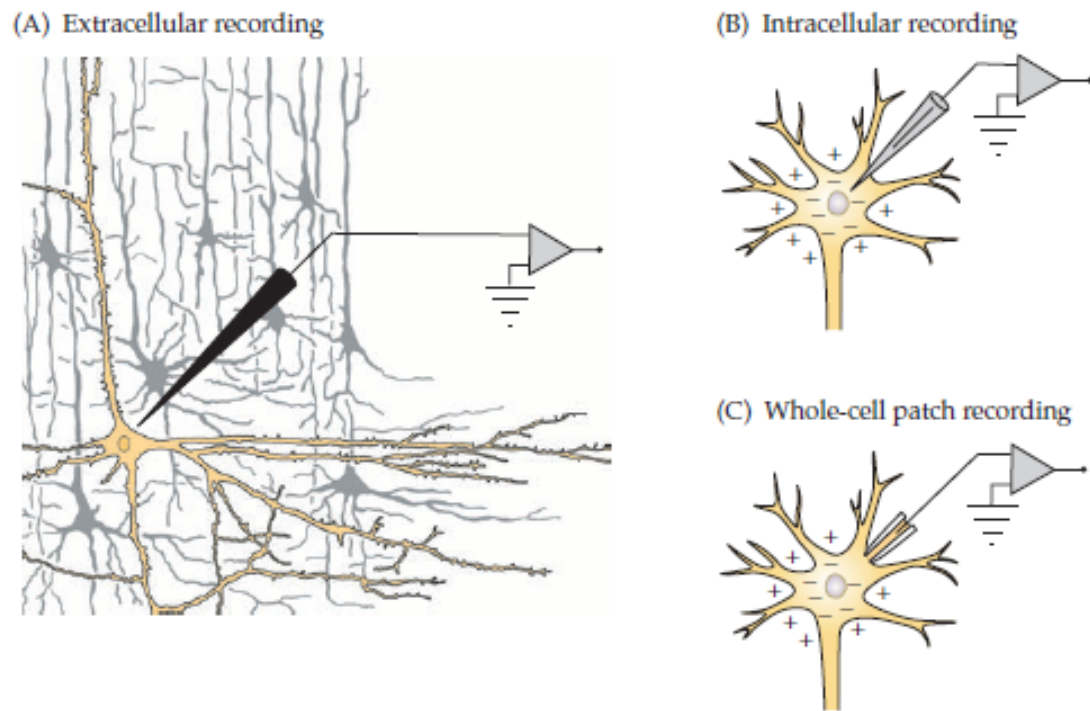 (A) Extracellular recording
(B) Intracellular recording
(C) Whole-cell patch recording